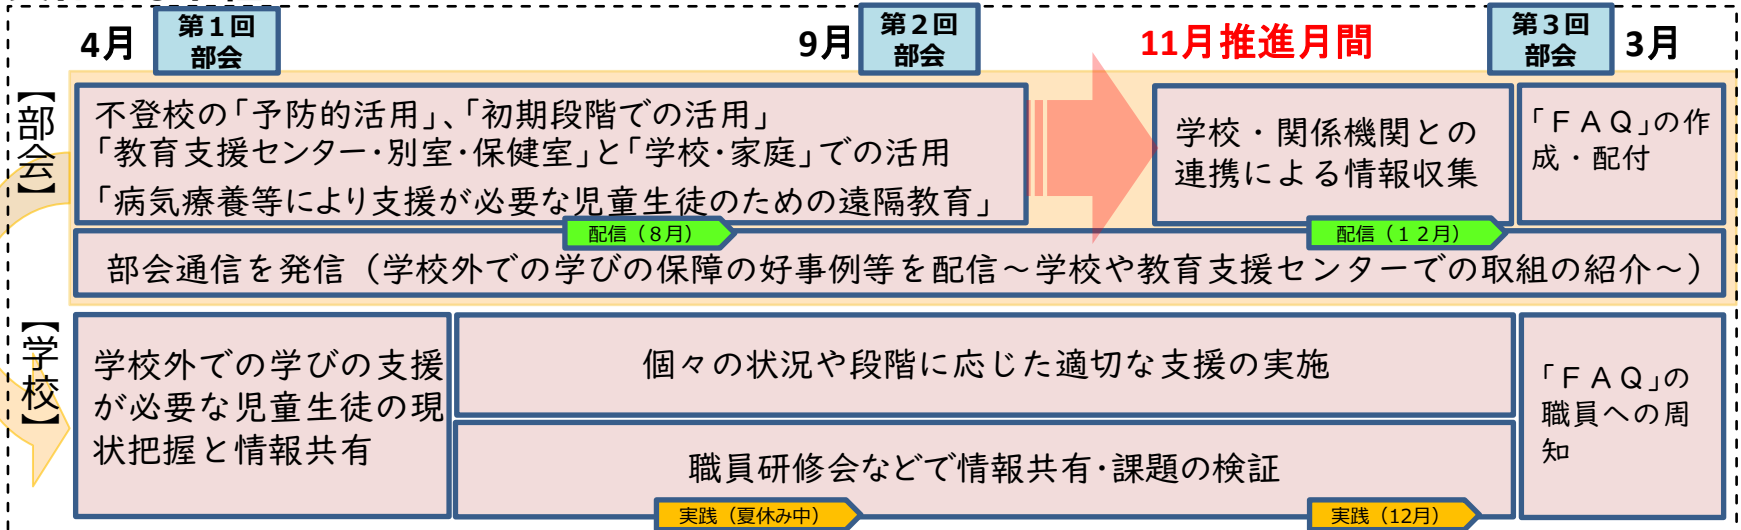 4月
第1回
部会
9月
第2回
部会
11月推進月間
第3回
部会
3月
【部会】
不登校の「予防的活用」、「初期段階での活用」
「教育支援センター・別室・保健室」と「学校・家庭」での活用
「病気療養等により支援が必要な児童生徒のための遠隔教育」
学校・関係機関との
連携による情報収集
「FAQ」の作
成・配付
配信(8月)
配信(12月)
部会通信を発信(学校外での学びの保障の好事例等を配信~学校や教育支援センターでの取組の紹介~)
【学校】
学校外での学びの支援
が必要な児童生徒の現
状把握と情報共有
個々の状況や段階に応じた適切な支援の実施
職員研修会などで情報共有・課題の検証
「FAQ」の
職員への周
知
実践(夏休み中)
実践(12月)